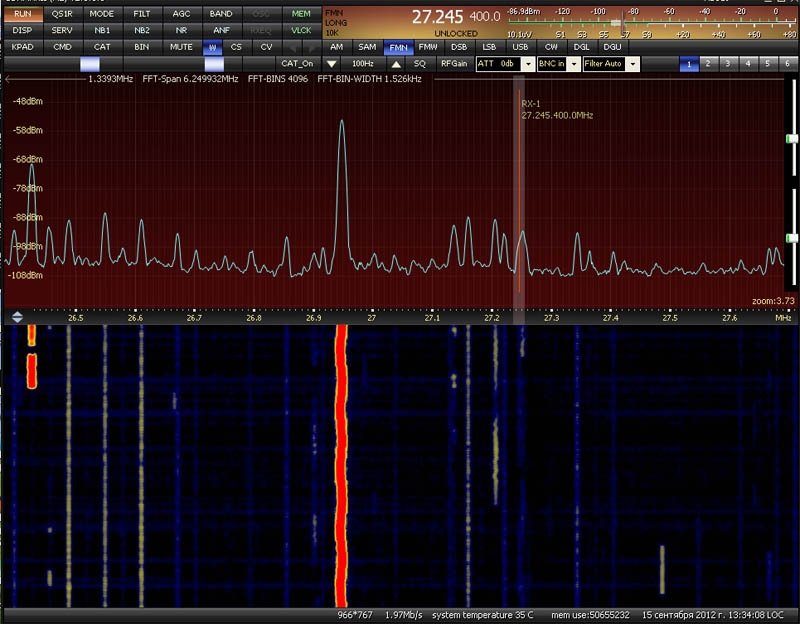 RUN QS1R MODE FILT AGC BAND MEM
FMN
LONG
10K
27.245 400.0
UNLOCKED
-86.9dBm -120 -100 -80 -60 -40 -20 0
S1 S3 S5 S7 S9
10.1uV +20 +40 +60 +80
DISP SERV NB1 NB2 NR ANF VLCK
KPAD CMD CAT BIN MUTE W CS CV AM SAM FMN FMW DSB LSB USB CW DGL DGU
CAT_On 100Hz SQ RFGain ATT 0db BNC in Filter Auto 1 2 3 4 5 6
1.3393MHz FFT-Span 6.249932MHz FFT-BINS 4096 FFT-BIN-WIDTH 1.526kHz
-48dBm
RX-1
27.245.400.0MHz
-58dBm
-68dBm
-78dBm
-88dBm
-98dBm
-108dBm
zoom:3.73
26.5 26.6 26.7 26.8 26.9 27 27.1 27.2 27.3 27.4 27.5 27.6 MHz
966*767 1.97Mb/s system temperature 35 C mem use:50655232 15 сентября 2012 г. 13:34:08 LOC